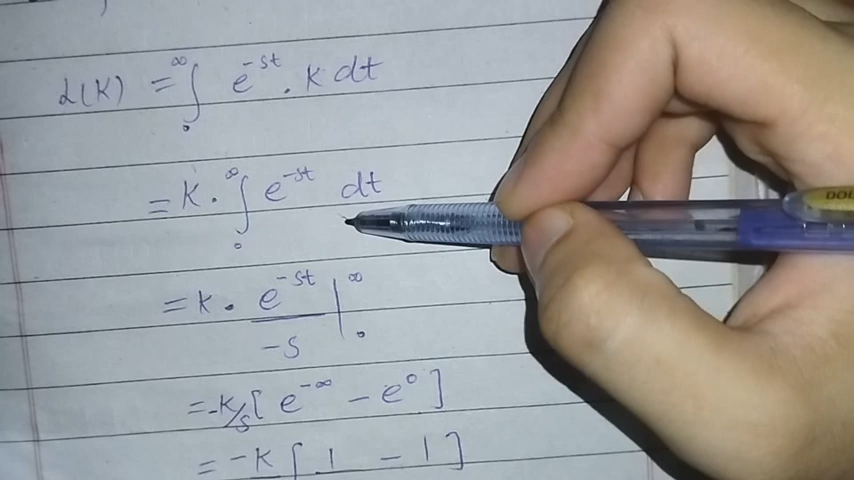 L(K) = ∞∫0 e^-st . K dt
= K . ∞∫0 e^-st dt
= K . e^-st/-s |∞0
= -K/s [ e^-∞ - e^0 ]
= -K [ 1 - 1 ]